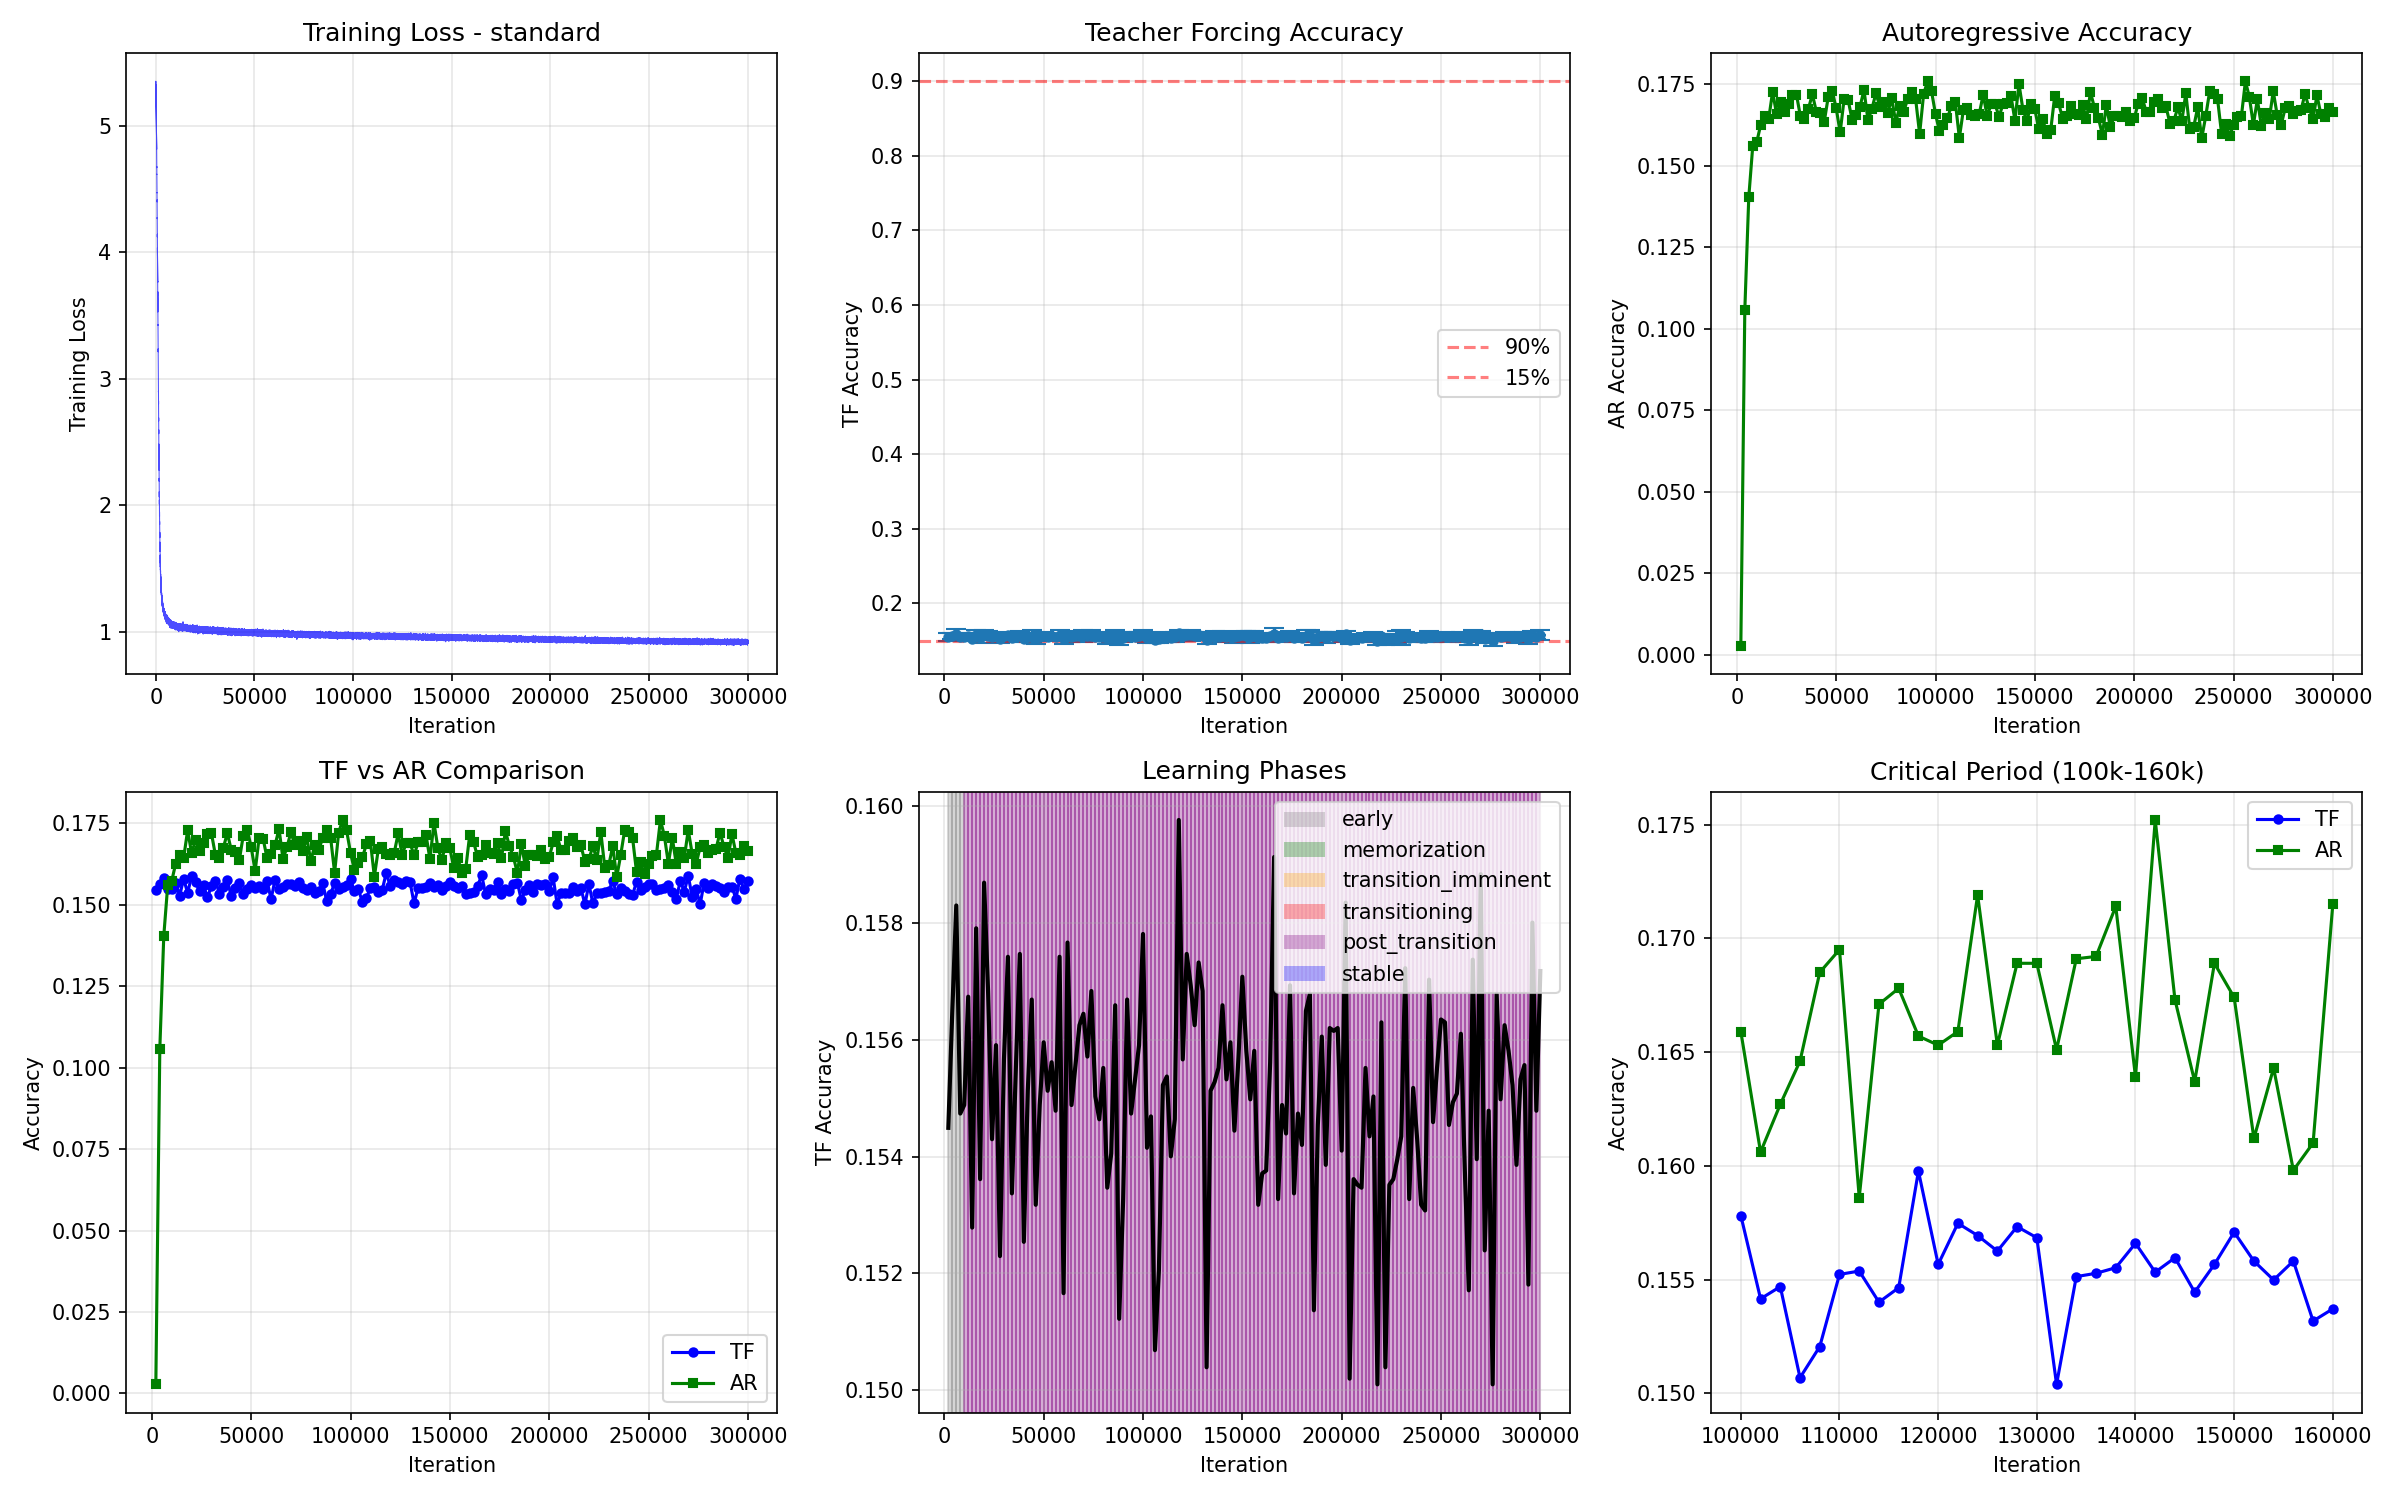 Training Loss - standard
Training Loss
5
4
3
2
1
0 50000 100000 150000 200000 250000 300000
Iteration
Teacher Forcing Accuracy
TF Accuracy
0.9
0.8
0.7
0.6
0.5
0.4
0.3
0.2
90%
15%
0 50000 100000 150000 200000 250000 300000
Iteration
Autoregressive Accuracy
AR Accuracy
0.175
0.150
0.125
0.100
0.075
0.050
0.025
0.000
0 50000 100000 150000 200000 250000 300000
Iteration
TF vs AR Comparison
Accuracy
0.175
0.150
0.125
0.100
0.075
0.050
0.025
0.000
TF
AR
0 50000 100000 150000 200000 250000 300000
Iteration
Learning Phases
TF Accuracy
0.160
0.158
0.156
0.154
0.152
0.150
early
memorization
transition_imminent
transitioning
post_transition
stable
0 50000 100000 150000 200000 250000 300000
Iteration
Critical Period (100k-160k)
Accuracy
0.175
0.170
0.165
0.160
0.155
0.150
TF
AR
100000 110000 120000 130000 140000 150000 160000
Iteration